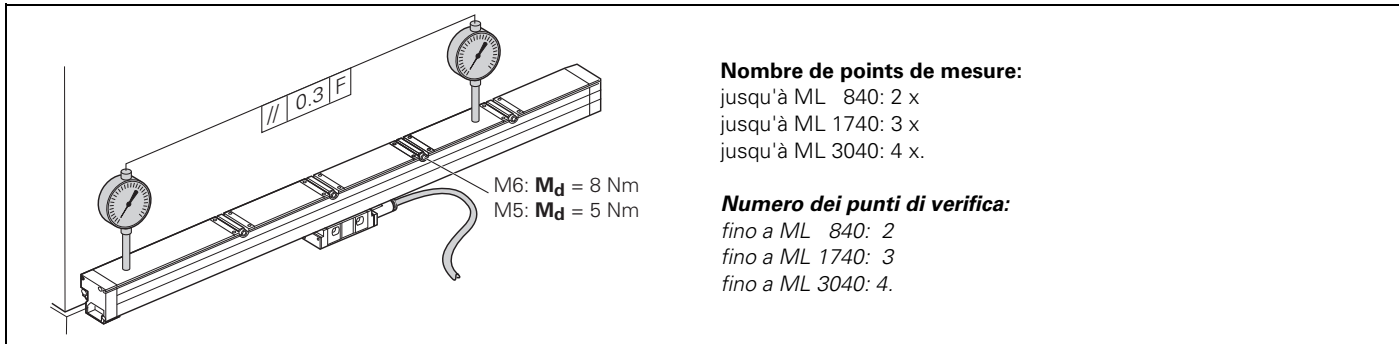 // 0.3 F
M6: Md = 8 Nm
M5: Md = 5 Nm
Nombre de points de mesure:
jusqu'à ML 840: 2 x
jusqu'à ML 1740: 3 x
jusqu'à ML 3040: 4 x.
Numero dei punti di verifica:
fino a ML 840: 2
fino a ML 1740: 3
fino a ML 3040: 4.